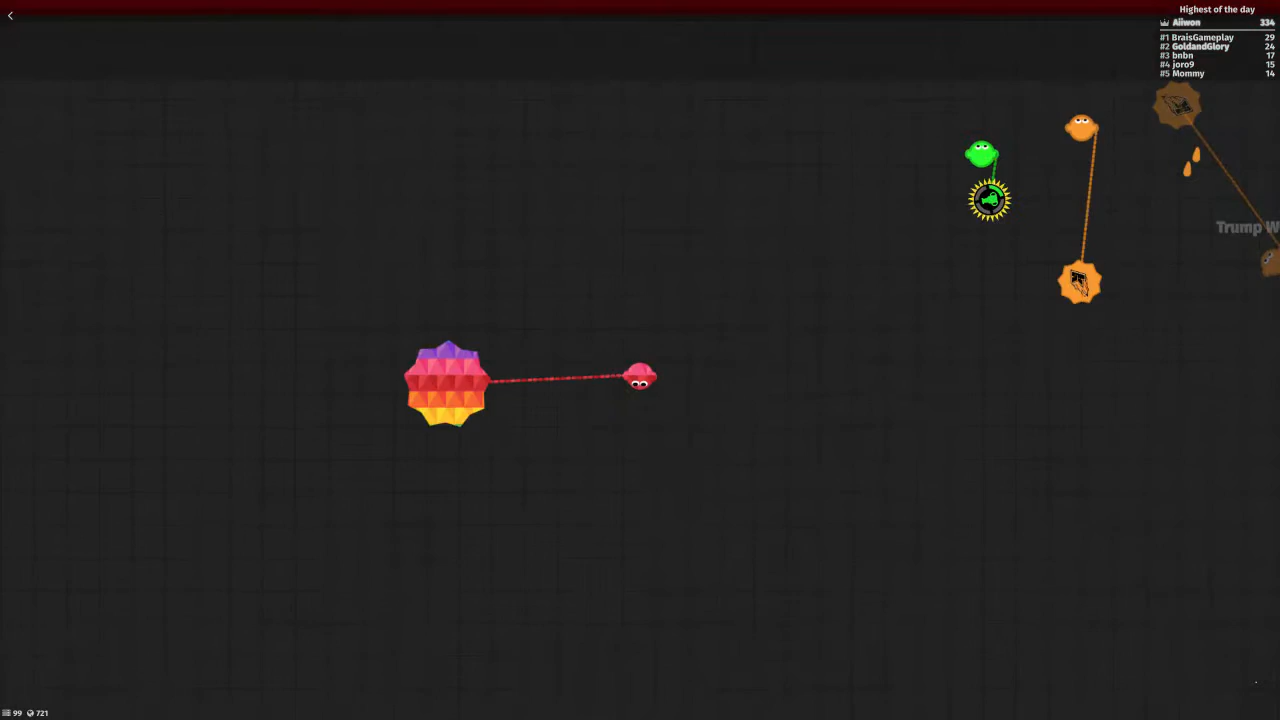 Highest of the day
Aiiwon 334
#1 BraisGameplay 29
#2 GoldandGlory 24
#3 bnbn 17
#4 joro9 15
#5 Mommy 14
Trump W
99 721